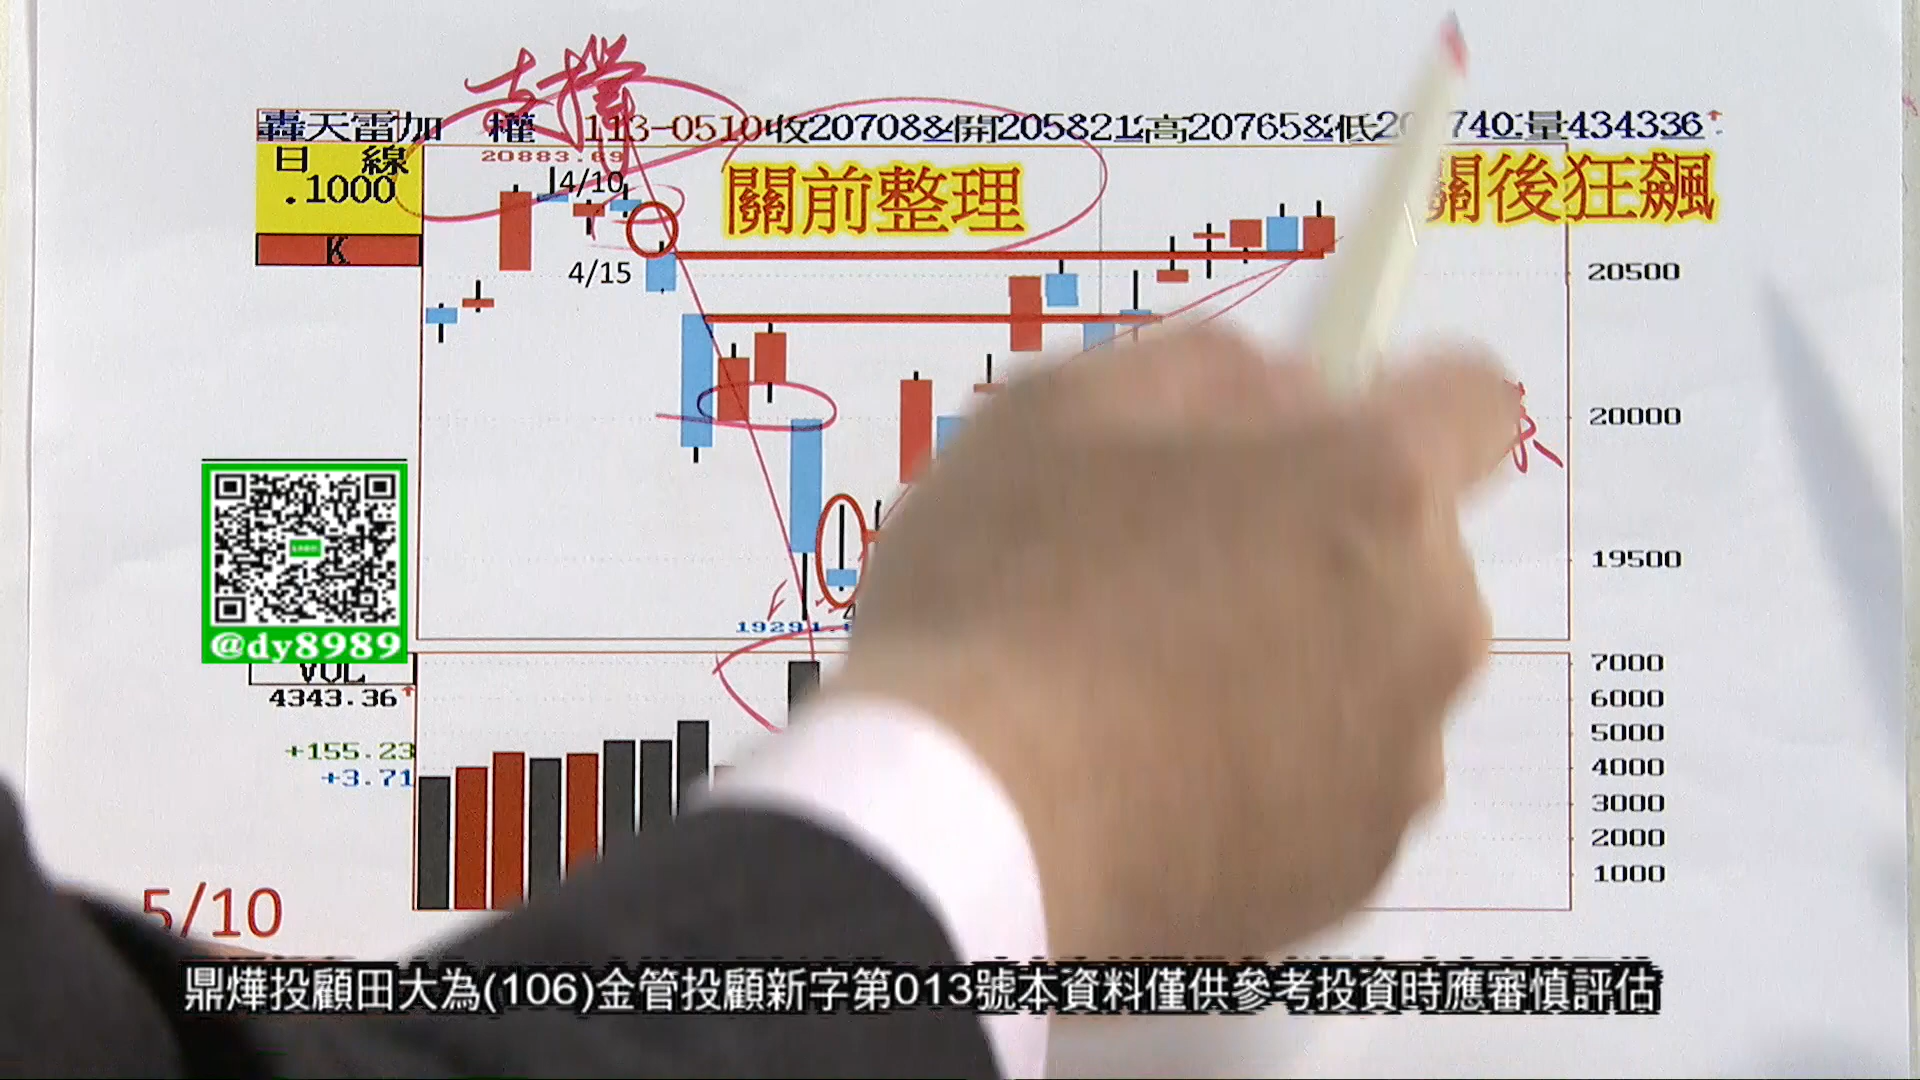 支撐
轟天雷加 權 113-0510收20708&開205821高20765&低20 740量434336↑
日 線
.1000
K
20883.69
4/10
關前整理
關後狂飆
4/15
20500
20000
19500
19291.
@dy8989
VOL
4343.36↑
+155.23
+3.71
7000
6000
5000
4000
3000
2000
1000
5/10
鼎燁投顧田大為(106)金管投顧新字第013號本資料僅供參考投資時應審慎評估